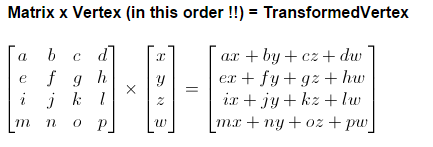 Matrix x Vertex (in this order !!) = TransformedVertex
a b c d x ax + by + cz + dw
e f g h y ex + fy + gz + hw
i j k l × z = ix + jy + kz + lw
m n o p w mx + ny + oz + pw